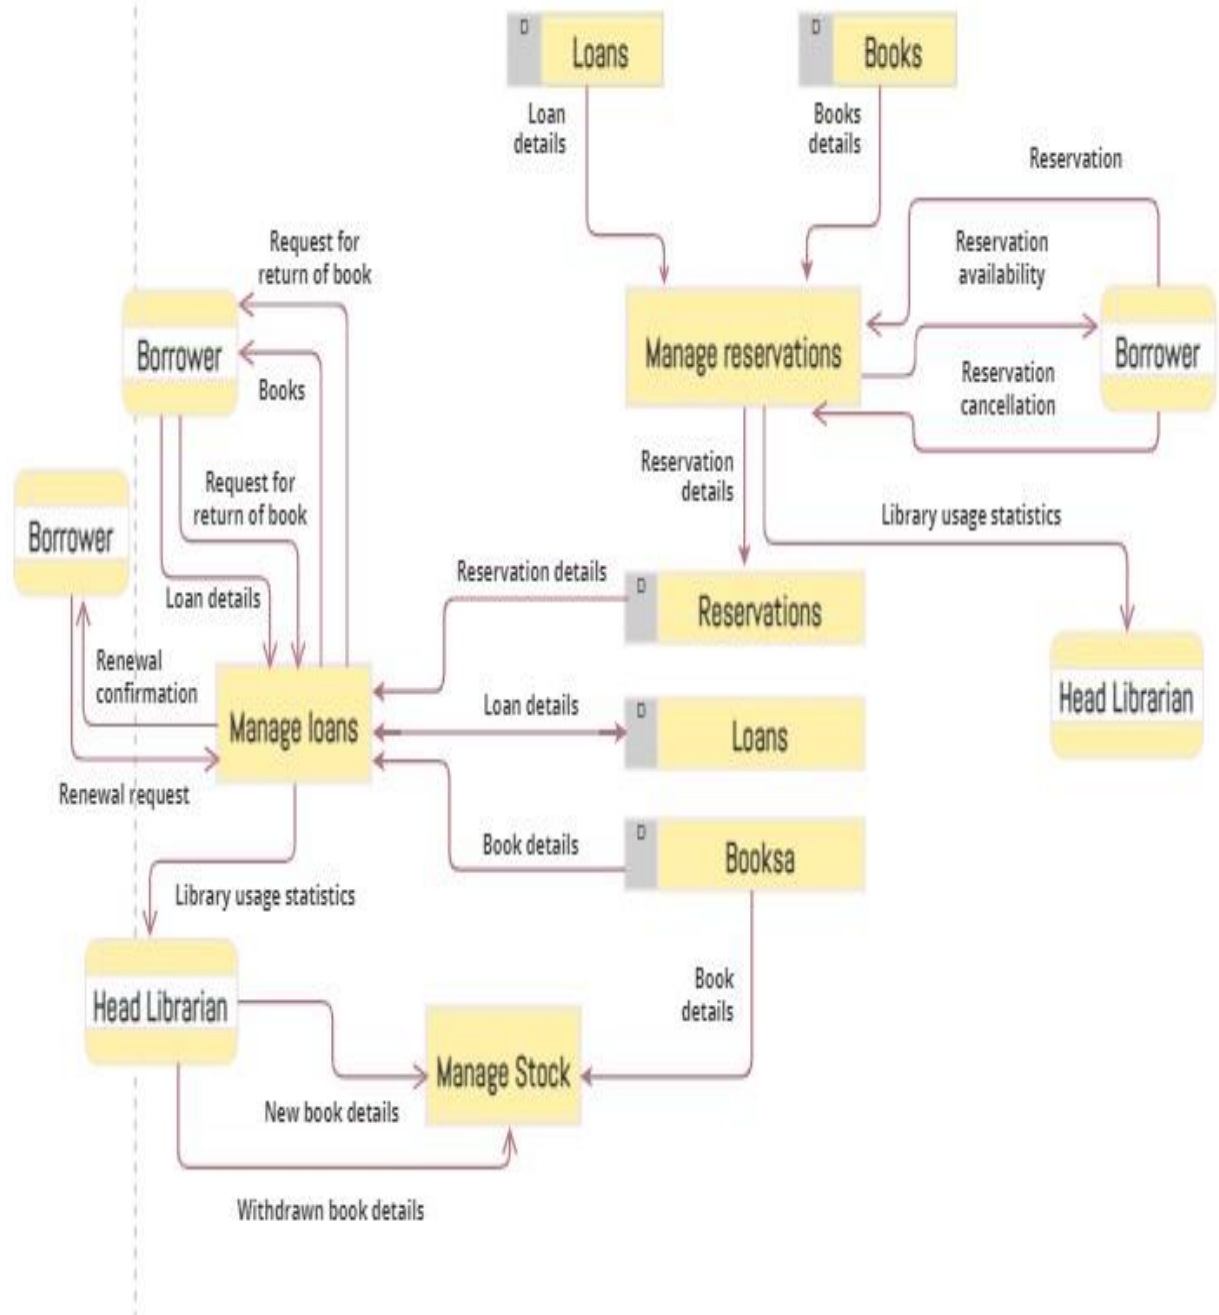 D
Loans
D
Books
Loan
details
Books
details
Reservation
Request for
return of book
Reservation
availability
Borrower
Books
Manage reservations
Borrower
Reservation
cancellation
Request for
return of book
Reservation
details
Library usage statistics
Borrower
Loan details
Reservation details
D
Reservations
Renewal
confirmation
Manage loans
Loan details
D
Loans
Head Librarian
Renewal request
Book details
D
Booksa
Library usage statistics
Head Librarian
Book
details
Manage Stock
New book details
Withdrawn book details